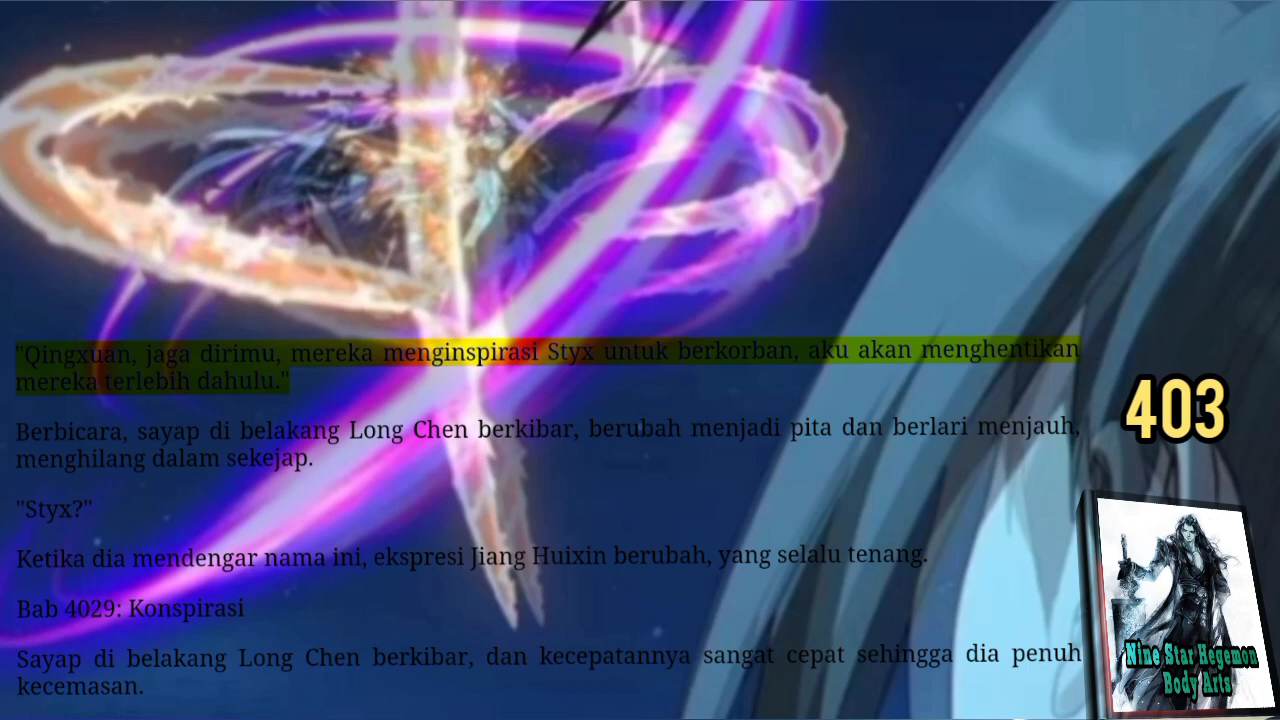 "Qingxuan, jaga dirimu, mereka menginspirasi Styx untuk berkorban, aku akan menghentikan
mereka terlebih dahulu."
Berbicara, sayap di belakang Long Chen berkibar, berubah menjadi pita dan berlari menjauh,
menghilang dalam sekejap.
"Styx?"
Ketika dia mendengar nama ini, ekspresi Jiang Huixin berubah, yang selalu tenang.
Bab 4029: Konspirasi
Sayap di belakang Long Chen berkibar, dan kecepatannya sangat cepat sehingga dia penuh
kecemasan.
403
Nine Star Hegemon
Body Arts